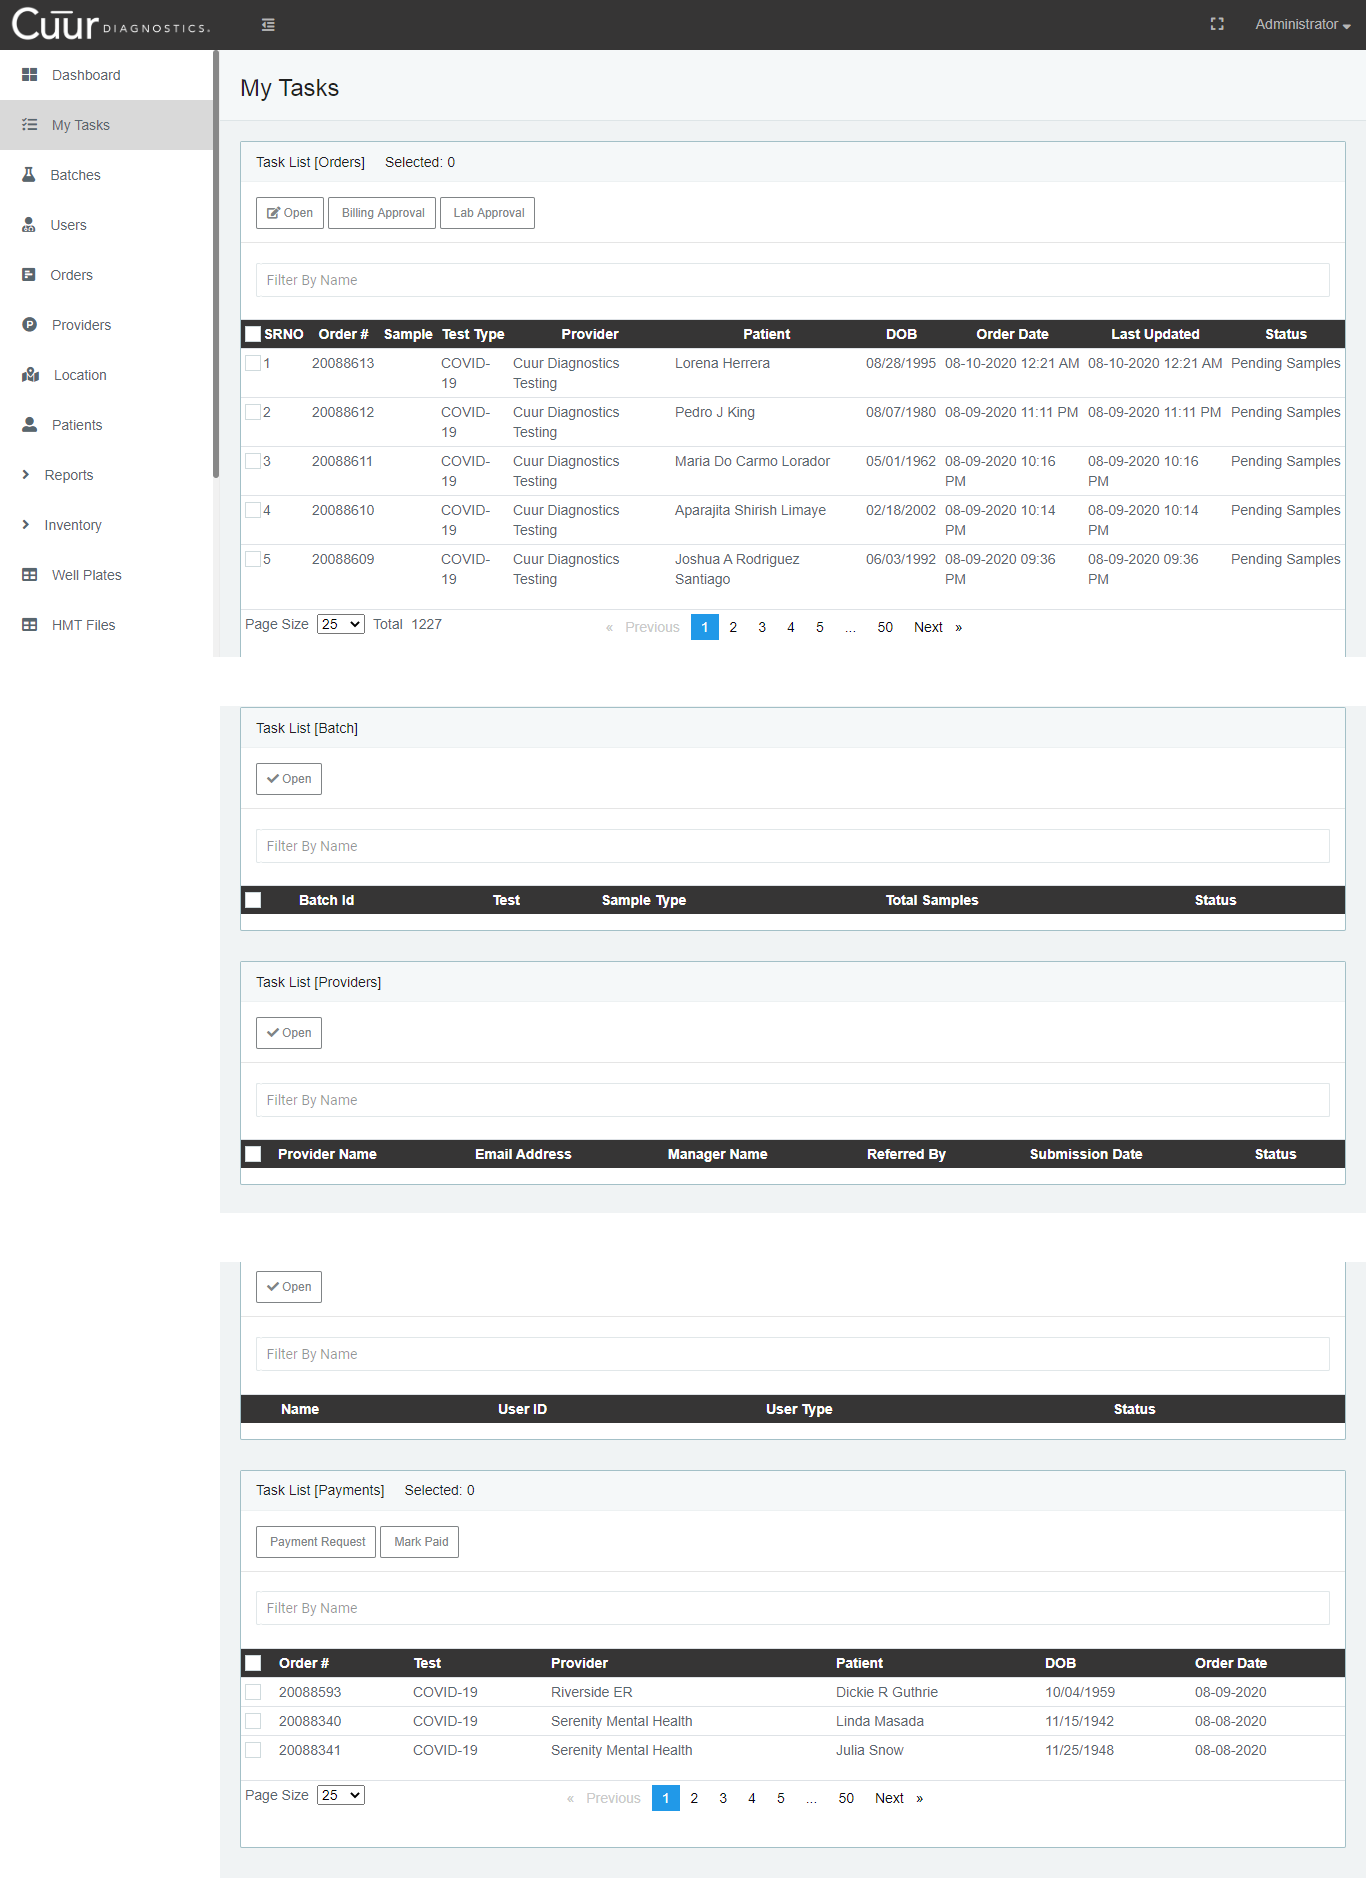 Cuur DIAGNOSTICS.
Administrator
Dashboard
My Tasks
Batches
Users
Orders
Providers
Location
Patients
Reports
Inventory
Well Plates
HMT Files
My Tasks
Task List [Orders] Selected: 0
Open Billing Approval Lab Approval
Filter By Name
SRNO Order # Sample Test Type Provider Patient DOB Order Date Last Updated Status
1 20088613 COVID-19 Cuur Diagnostics Testing Lorena Herrera 08/28/1995 08-10-2020 12:21 AM 08-10-2020 12:21 AM Pending Samples
2 20088612 COVID-19 Cuur Diagnostics Testing Pedro J King 08/07/1980 08-09-2020 11:11 PM 08-09-2020 11:11 PM Pending Samples
3 20088611 COVID-19 Cuur Diagnostics Testing Maria Do Carmo Lorador 05/01/1962 08-09-2020 10:16 PM 08-09-2020 10:16 PM Pending Samples
4 20088610 COVID-19 Cuur Diagnostics Testing Aparajita Shirish Limaye 02/18/2002 08-09-2020 10:14 PM 08-09-2020 10:14 PM Pending Samples
5 20088609 COVID-19 Cuur Diagnostics Testing Joshua A Rodriguez Santiago 06/03/1992 08-09-2020 09:36 PM 08-09-2020 09:36 PM Pending Samples
Page Size 25 Total 1227 « Previous 1 2 3 4 5 ... 50 Next »
Task List [Batch]
Open
Filter By Name
Batch Id Test Sample Type Total Samples Status
Task List [Providers]
Open
Filter By Name
Provider Name Email Address Manager Name Referred By Submission Date Status
Open
Filter By Name
Name User ID User Type Status
Task List [Payments] Selected: 0
Payment Request Mark Paid
Filter By Name
Order # Test Provider Patient DOB Order Date
20088593 COVID-19 Riverside ER Dickie R Guthrie 10/04/1959 08-09-2020
20088340 COVID-19 Serenity Mental Health Linda Masada 11/15/1942 08-08-2020
20088341 COVID-19 Serenity Mental Health Julia Snow 11/25/1948 08-08-2020
Page Size 25 « Previous 1 2 3 4 5 ... 50 Next »